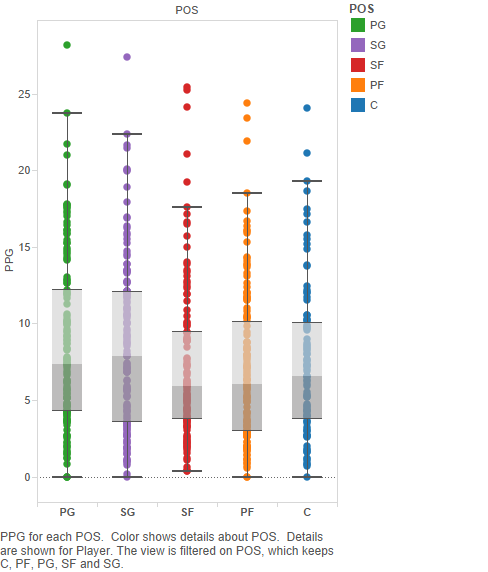 POS
POS
PG
SG
SF
PF
C
25
20
15
10
5
0
PPG
PG SG SF PF C
PPG for each POS.  Color shows details about POS.  Details
are shown for Player. The view is filtered on POS, which keeps
C, PF, PG, SF and SG.